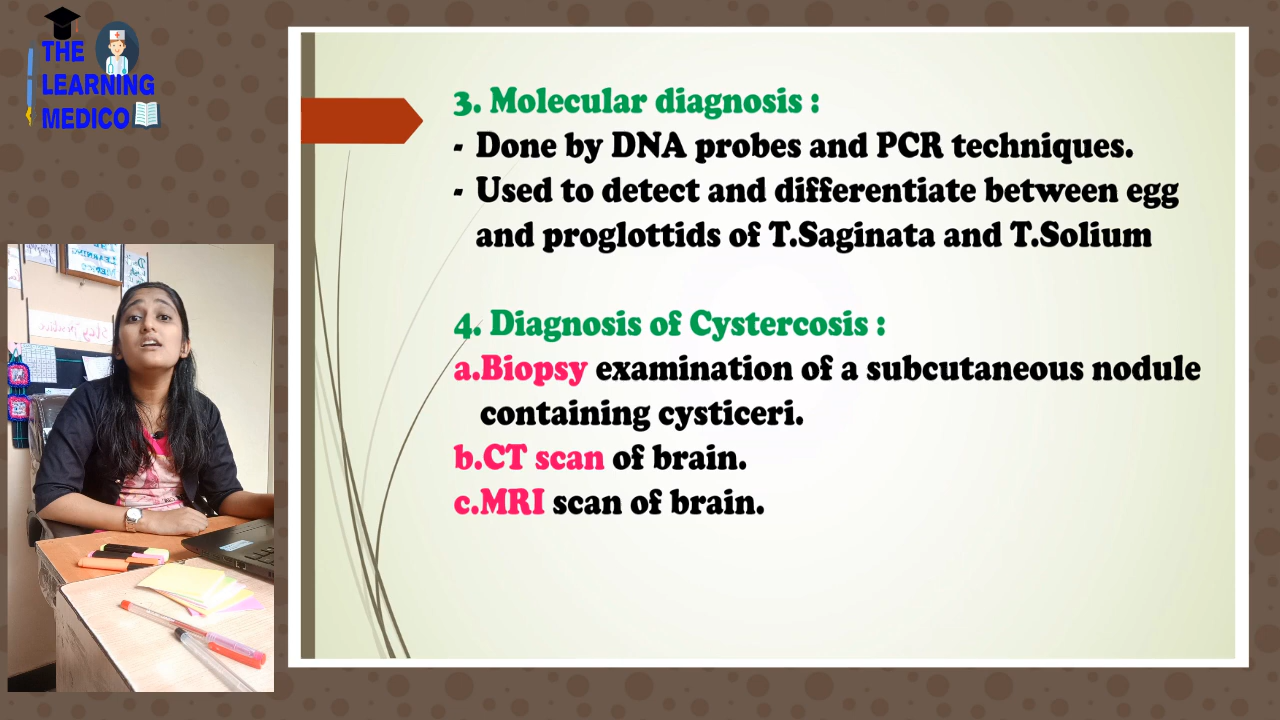 THE
LEARNING
MEDICO
3. Molecular diagnosis :
- Done by DNA probes and PCR techniques.
- Used to detect and differentiate between egg
and proglottids of T.Saginata and T.Solium
4. Diagnosis of Cystercosis :
a.Biopsy examination of a subcutaneous nodule
containing cysticeri.
b.CT scan of brain.
c.MRI scan of brain.